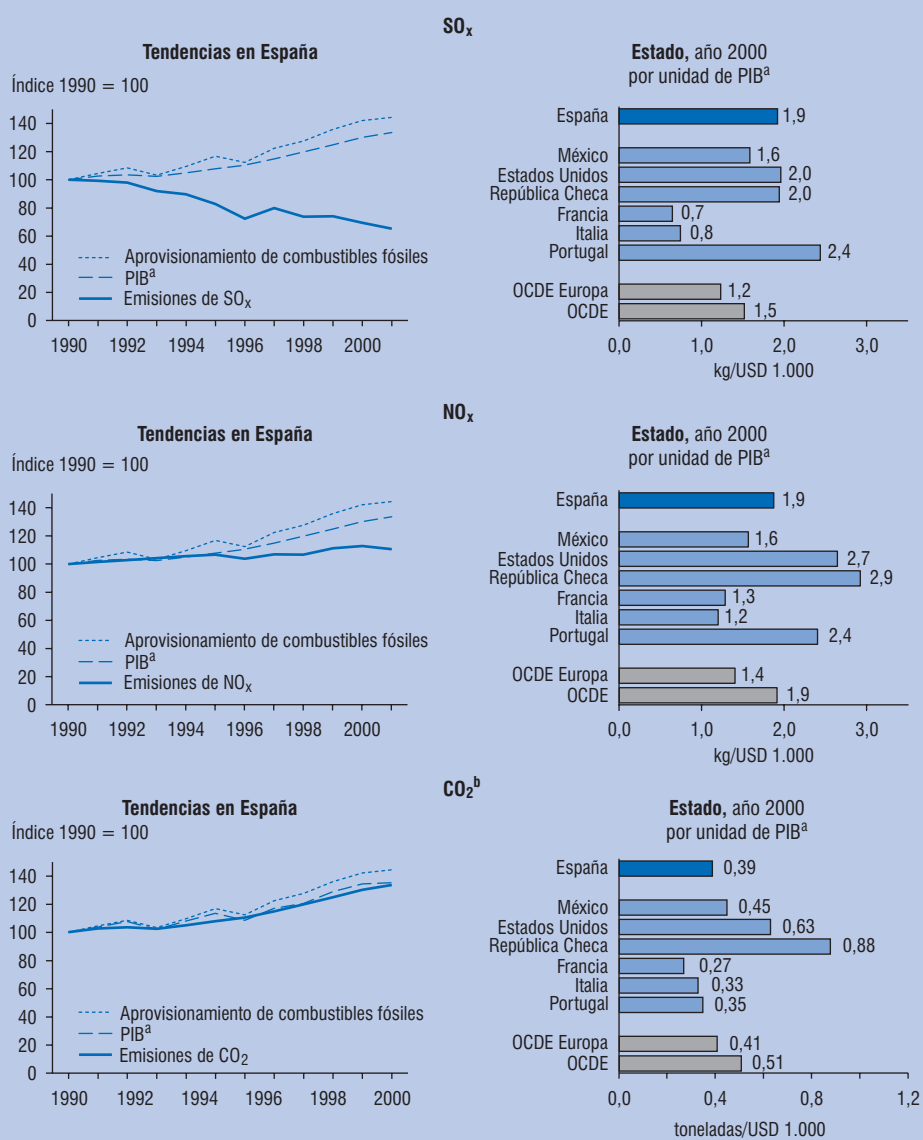 SOx
Tendencias en España
Índice 1990 = 100
140
120
100
80
60
40
20
0
Aprovisionamiento de combustibles fósiles
PIBa
Emisiones de SOx
1990 1992 1994 1996 1998 2000
Estado, año 2000
por unidad de PIBa
España 1,9
México 1,6
Estados Unidos 2,0
República Checa 2,0
Francia 0,7
Italia 0,8
Portugal 2,4
OCDE Europa 1,2
OCDE 1,5
0,0 1,0 2,0 3,0
kg/USD 1.000
NOx
Tendencias en España
Índice 1990 = 100
140
120
100
80
60
40
20
0
Aprovisionamiento de combustibles fósiles
PIBa
Emisiones de NOx
1990 1992 1994 1996 1998 2000
Estado, año 2000
por unidad de PIBa
España 1,9
México 1,6
Estados Unidos 2,7
República Checa 2,9
Francia 1,3
Italia 1,2
Portugal 2,4
OCDE Europa 1,4
OCDE 1,9
0,0 1,0 2,0 3,0
kg/USD 1.000
CO2b
Tendencias en España
Índice 1990 = 100
140
120
100
80
60
40
20
0
Aprovisionamiento de combustibles fósiles
PIBa
Emisiones de CO2
1990 1992 1994 1996 1998 2000
Estado, año 2000
por unidad de PIBa
España 0,39
México 0,45
Estados Unidos 0,63
República Checa 0,88
Francia 0,27
Italia 0,33
Portugal 0,35
OCDE Europa 0,41
OCDE 0,51
0,0 0,4 0,8 1,2
toneladas/USD 1.000